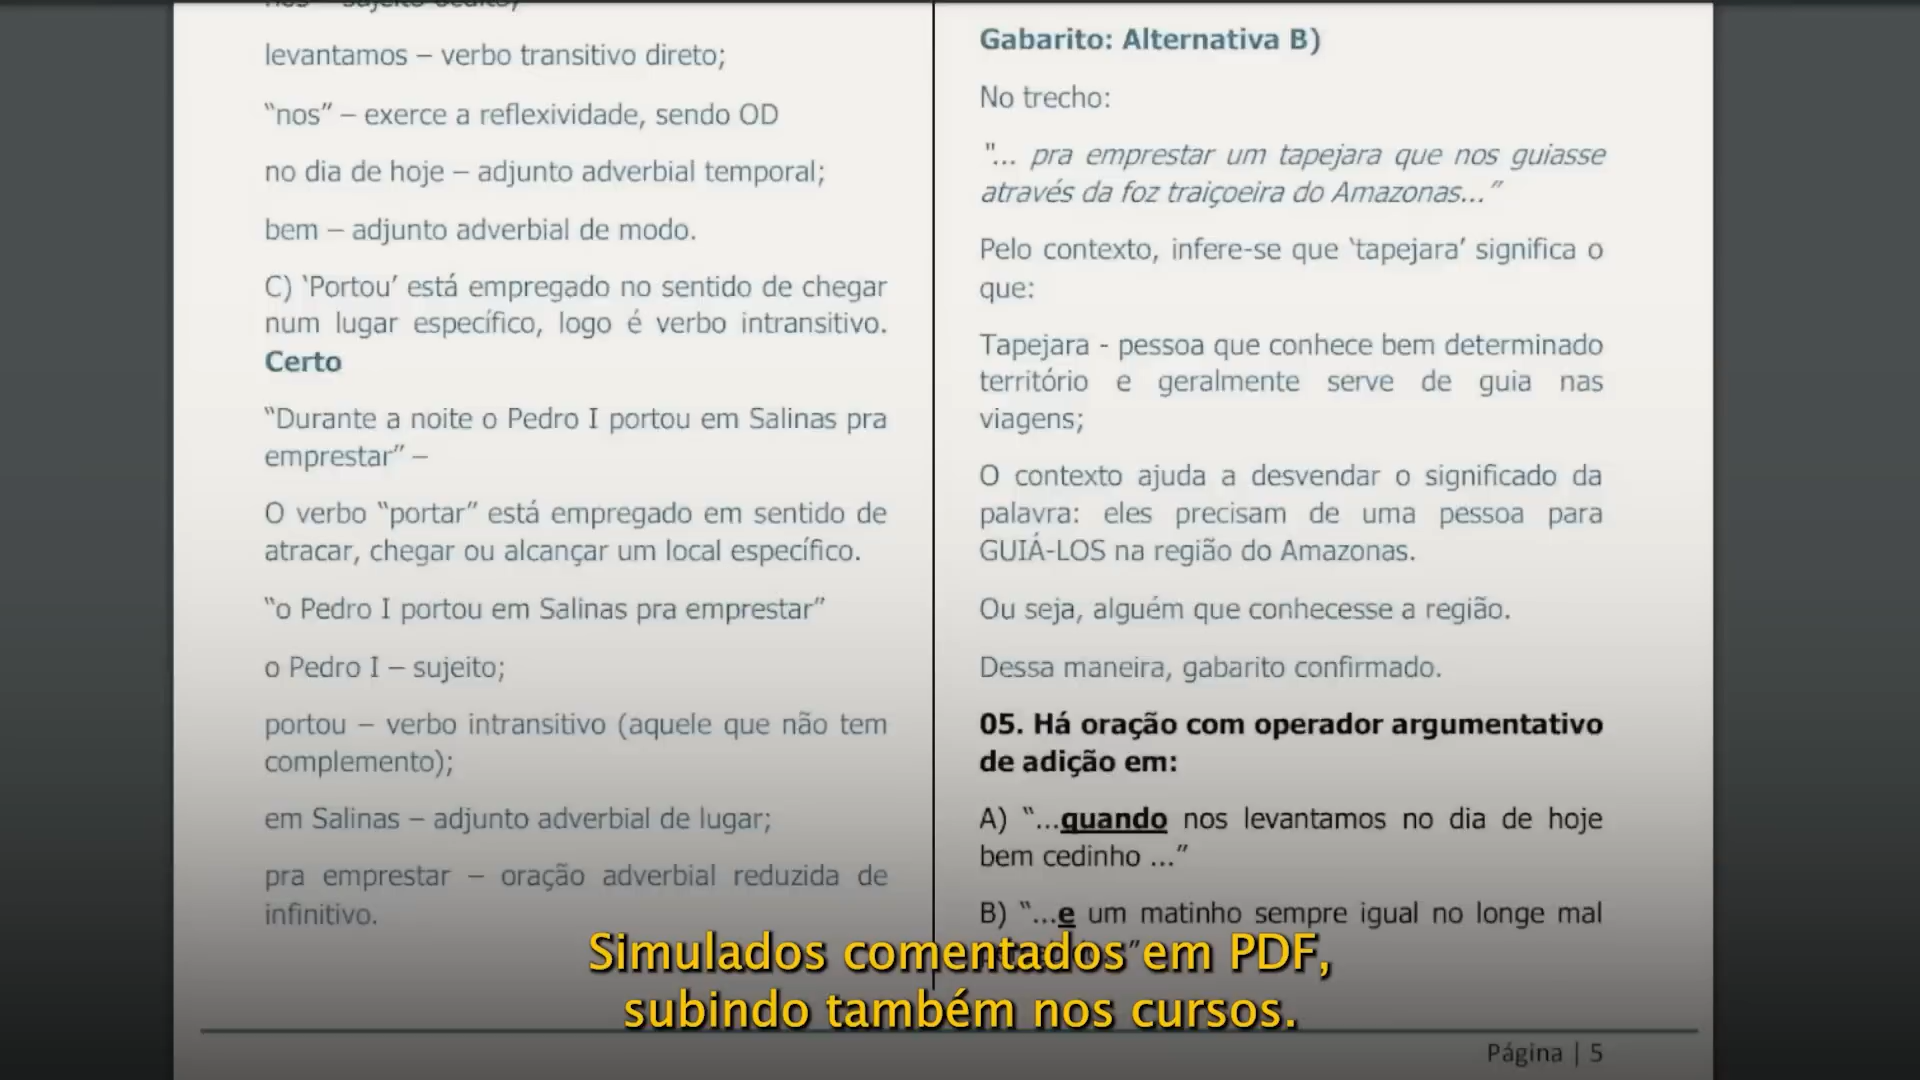 nós – sujeito oculto;
levantamos – verbo transitivo direto;
“nos” – exerce a reflexividade, sendo OD
no dia de hoje – adjunto adverbial temporal;
bem – adjunto adverbial de modo.
C) ‘Portou’ está empregado no sentido de chegar
num lugar específico, logo é verbo intransitivo.
Certo
“Durante a noite o Pedro I portou em Salinas pra
emprestar” –
O verbo “portar” está empregado em sentido de
atracar, chegar ou alcançar um local específico.
“o Pedro I portou em Salinas pra emprestar”
o Pedro I – sujeito;
portou – verbo intransitivo (aquele que não tem
complemento);
em Salinas – adjunto adverbial de lugar;
pra emprestar – oração adverbial reduzida de
infinitivo.
Gabarito: Alternativa B)
No trecho:
"... pra emprestar um tapejara que nos guiasse
através da foz traiçoeira do Amazonas...”
Pelo contexto, infere-se que ‘tapejara’ significa o
que:
Tapejara - pessoa que conhece bem determinado
território e geralmente serve de guia nas
viagens;
O contexto ajuda a desvendar o significado da
palavra: eles precisam de uma pessoa para
GUIÁ-LOS na região do Amazonas.
Ou seja, alguém que conhecesse a região.
Dessa maneira, gabarito confirmado.
05. Há oração com operador argumentativo
de adição em:
A) “...quando nos levantamos no dia de hoje
bem cedinho ...”
B) “...e um matinho sempre igual no longe mal
Simulados comentados em PDF,
subindo também nos cursos.
Página | 5